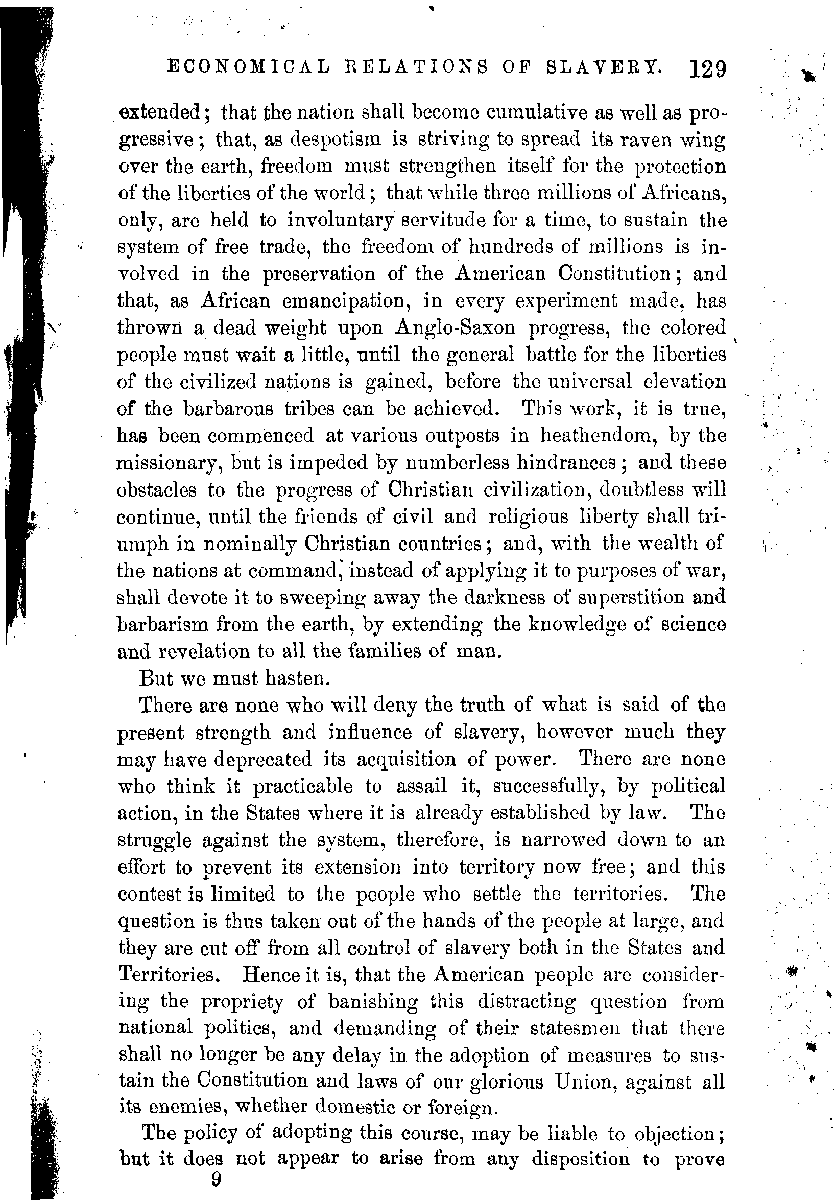 ECONOMICAL RELATIONS OF SLAVERY. 129
extended; that the nation shall become cumulative as well as pro-
gressive; that, as despotism is striving to spread its raven wing
over the earth, freedom must strengthen itself for the protection
of the liberties of the world; that while three millions of Africans,
only, are held to involuntary servitude for a time, to sustain the
system of free trade, the freedom of hundreds of millions is in-
volved in the preservation of the American Constitution; and
that, as African emancipation, in every experiment made, has
thrown a dead weight upon Anglo-Saxon progress, the colored
people must wait a little, until the general battle for the liberties
of the civilized nations is gained, before the universal elevation
of the barbarous tribes can be achieved. This work, it is true,
has been commenced at various outposts in heathendom, by the
missionary, but is impeded by numberless hindrances; and these
obstacles to the progress of Christian civilization, doubtless will
continue, until the friends of civil and religious liberty shall tri-
umph in nominally Christian countries; and, with the wealth of
the nations at command, instead of applying it to purposes of war,
shall devote it to sweeping away the darkness of superstition and
barbarism from the earth, by extending the knowledge of science
and revelation to all the families of man.
But we must hasten.
There are none who will deny the truth of what is said of the
present strength and influence of slavery, however much they
may have deprecated its acquisition of power. There are none
who think it practicable to assail it, successfully, by political
action, in the States where it is already established by law. The
struggle against the system, therefore, is narrowed down to an
effort to prevent its extension into territory now free; and this
contest is limited to the people who settle the territories. The
question is thus taken out of the hands of the people at large, and
they are cut off from all control of slavery both in the States and
Territories. Hence it is, that the American people are consider-
ing the propriety of banishing this distracting question from
national politics, and demanding of their statesmen that there
shall no longer be any delay in the adoption of measures to sus-
tain the Constitution and laws of our glorious Union, against all
its enemies, whether domestic or foreign.
The policy of adopting this course, may be liable to objection;
but it does not appear to arise from any disposition to prove
9